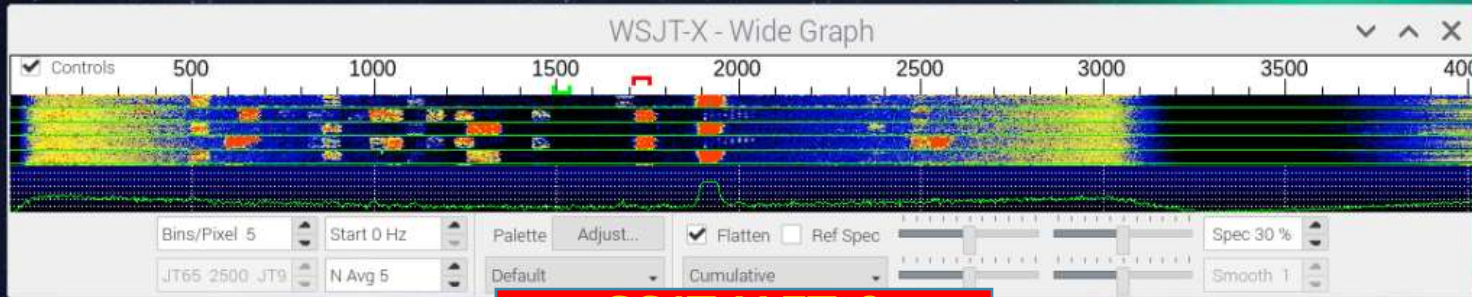 WSJT-X - Wide Graph
Controls 500 1000 1500 2000 2500 3000 3500 400
Bins/Pixel 5 Start 0 Hz Palette Adjust... Flatten Ref Spec Spec 30 %
JT65 2500 JT9 N Avg 5 Default Cumulative Smooth 1